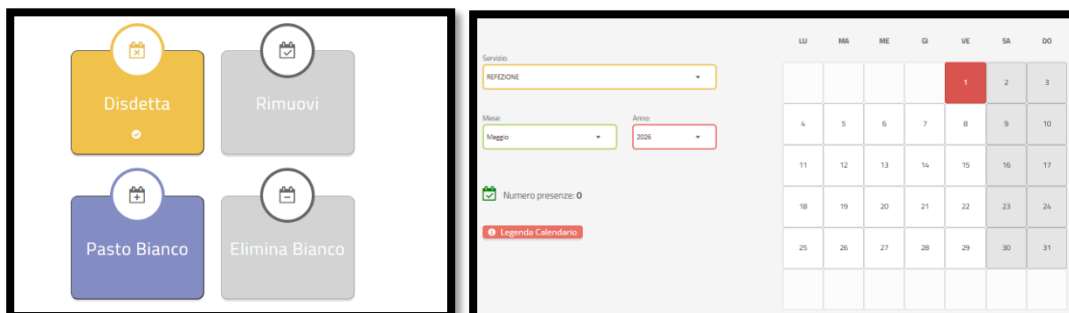 Disdetta
Rimuovi
Pasto Bianco
Elimina Bianco
Servizio:
REFEZIONE
Mese:
Anno:
Maggio
2026
Numero presenze: 0
Legenda Calendario
LU MA ME GI VE SA DO
1 2 3
4 5 6 7 8 9 10
11 12 13 14 15 16 17
18 19 20 21 22 23 24
25 26 27 28 29 30 31